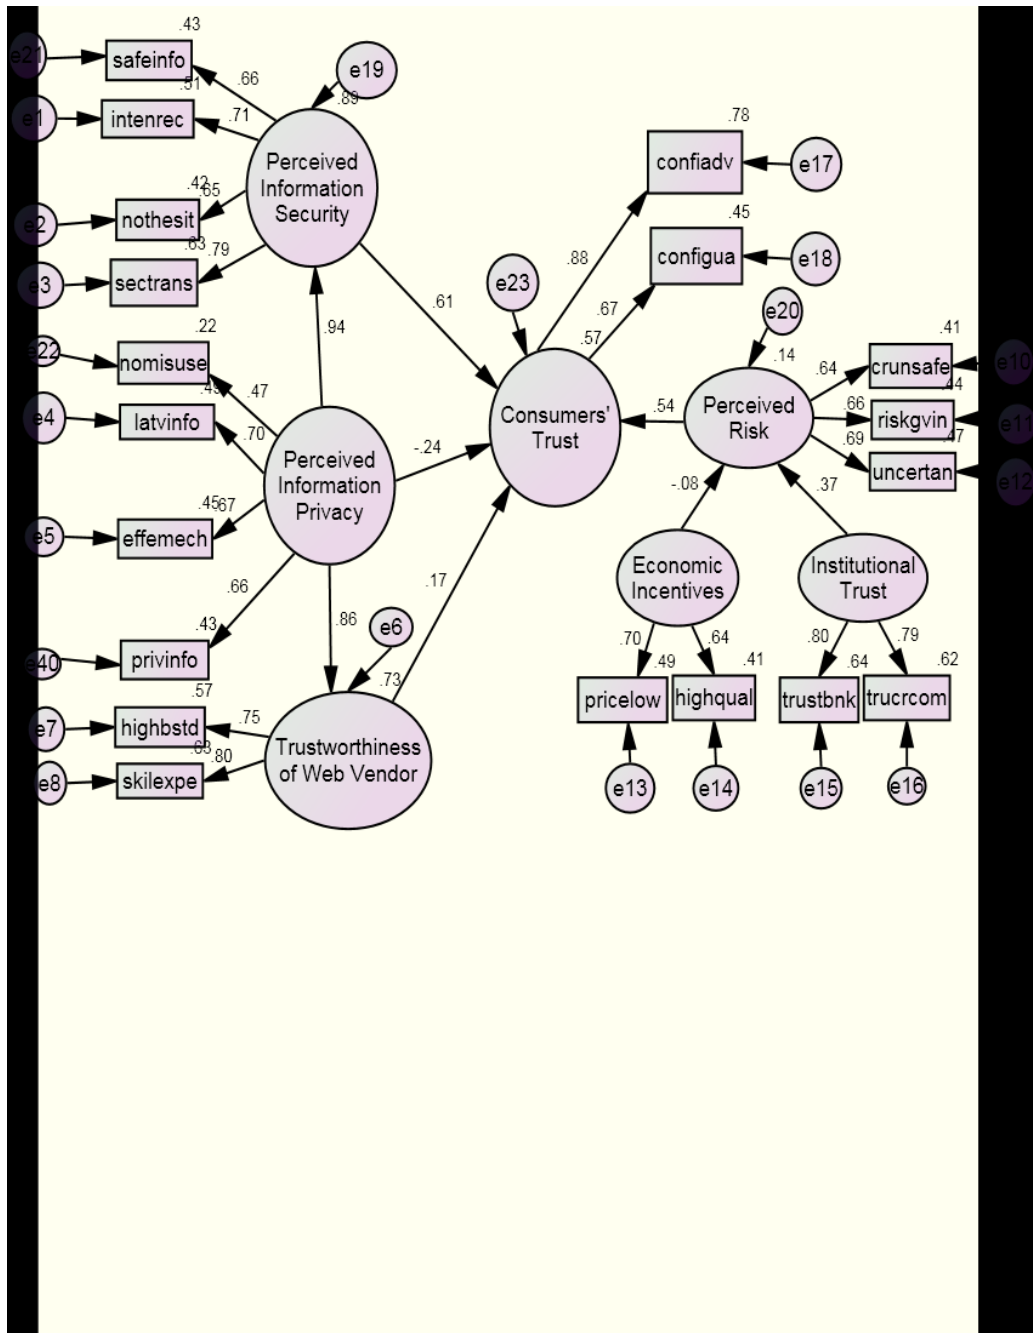 .43
e21
safeinfo
.66
e19
.89
.51
e1
intenrec
.71
Perceived
Information
Security
.42
.65
e2
nothesit
.63
.79
e3
sectrans
.78
confiadv
e17
.45
configua
e18
.88
.67
e23
.61
.57
Consumers'
Trust
.94
e20
.14
.41
.64
crunsafe
e10
.44
.54
Perceived
Risk
.66
riskgvin
e11
.47
.69
uncertan
e12
.22
e22
nomisuse
.47
.49
e4
latvinfo
.70
Perceived
Information
Privacy
-.24
.45
.67
e5
effemech
.66
.43
e40
privinfo
.86
e6
.73
.17
-.08
.37
Economic
Incentives
Institutional
Trust
.70
.49
.64
.41
.80
.64
.79
.62
pricelow
highqual
trustbnk
trucrcom
e13
e14
e15
e16
.57
e7
highbstd
.75
.63
.80
e8
skilexpe
Trustworthiness
of Web Vendor